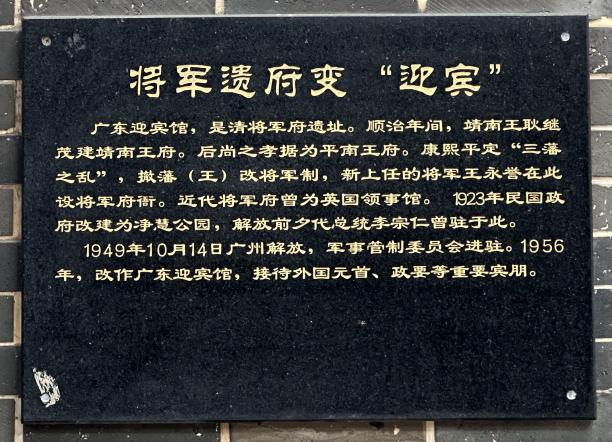 将军遗府变“迎宾”
广东迎宾馆，是清将军府遗址。顺治年间，靖南王耿继
茂建靖南王府。后尚之孝据为平南王府。康熙平定“三藩
之乱”，撤藩（王）改将军制，新上任的将军王永誉在此
设将军府衙。近代将军府曾为英国领事馆。 1923年民国政
府改建为净慧公园，解放前夕代总统李宗仁曾驻于此。
1949年10月14日广州解放，军事管制委员会进驻。1956
年，改作广东迎宾馆，接待外国元首、政要等重要宾朋。